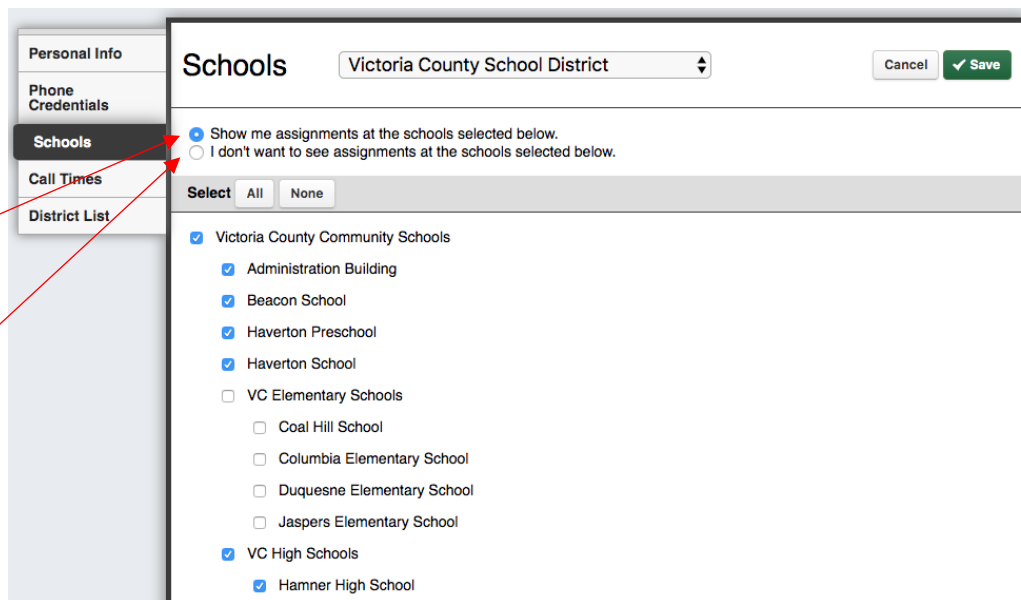 Personal Info
Phone
Credentials
Schools
Call Times
District List
Schools
Victoria County School District
Cancel
✓ Save
Show me assignments at the schools selected below.
I don't want to see assignments at the schools selected below.
Select All None
Victoria County Community Schools
Administration Building
Beacon School
Haverton Preschool
Haverton School
VC Elementary Schools
Coal Hill School
Columbia Elementary School
Duquesne Elementary School
Jaspers Elementary School
VC High Schools
Hamner High School